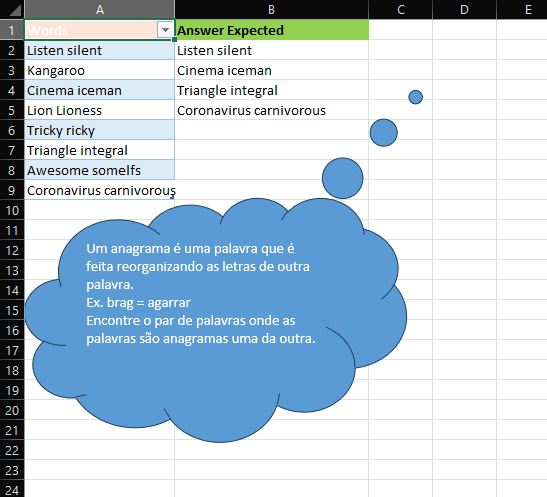 A B C D E
1 Words Answer Expected
2 Listen silent Listen silent
3 Kangaroo Cinema iceman
4 Cinema iceman Triangle integral
5 Lion Lioness Coronavirus carnivorous
6 Tricky ricky
7 Triangle integral
8 Awesome somelfs
9 Coronavirus carnivorous
10
11
12
13
14
15
16
17
18
19
20
21
22
23
24
Um anagrama é uma palavra que é
feita reorganizando as letras de outra
palavra.
Ex. brag = agarrar
Encontre o par de palavras onde as
palavras são anagramas uma da outra.